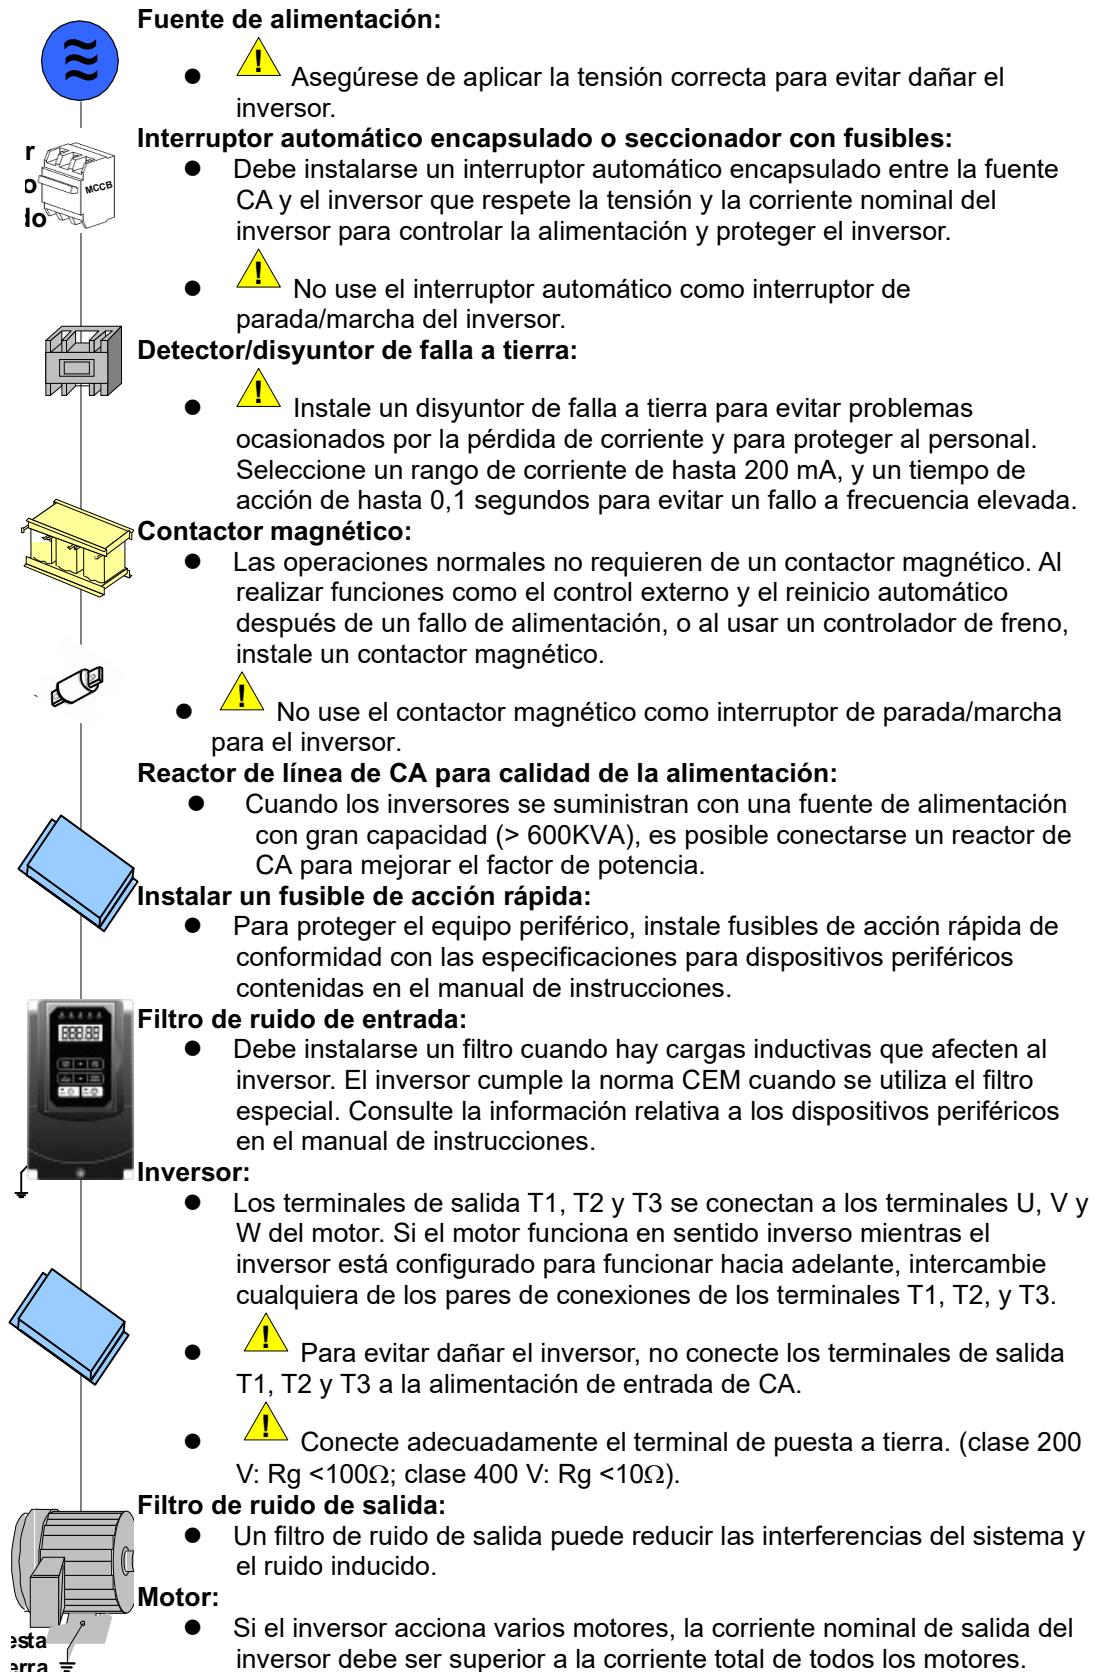 Fuente de alimentación:
● Asegúrese de aplicar la tensión correcta para evitar dañar el
inversor.
Interruptor automático encapsulado o seccionador con fusibles:
● Debe instalarse un interruptor automático encapsulado entre la fuente
CA y el inversor que respete la tensión y la corriente nominal del
inversor para controlar la alimentación y proteger el inversor.
MCCB
● No use el interruptor automático como interruptor de
parada/marcha del inversor.
Detector/disyuntor de falla a tierra:
● Instale un disyuntor de falla a tierra para evitar problemas
ocasionados por la pérdida de corriente y para proteger al personal.
Seleccione un rango de corriente de hasta 200 mA, y un tiempo de
acción de hasta 0,1 segundos para evitar un fallo a frecuencia elevada.
Contactor magnético:
● Las operaciones normales no requieren de un contactor magnético. Al
realizar funciones como el control externo y el reinicio automático
después de un fallo de alimentación, o al usar un controlador de freno,
instale un contactor magnético.
● No use el contactor magnético como interruptor de parada/marcha
para el inversor.
Reactor de línea de CA para calidad de la alimentación:
● Cuando los inversores se suministran con una fuente de alimentación
con gran capacidad (> 600KVA), es posible conectarse un reactor de
CA para mejorar el factor de potencia.
Instalar un fusible de acción rápida:
● Para proteger el equipo periférico, instale fusibles de acción rápida de
conformidad con las especificaciones para dispositivos periféricos
contenidas en el manual de instrucciones.
Filtro de ruido de entrada:
● Debe instalarse un filtro cuando hay cargas inductivas que afecten al
inversor. El inversor cumple la norma CEM cuando se utiliza el filtro
especial. Consulte la información relativa a los dispositivos periféricos
en el manual de instrucciones.
Inversor:
● Los terminales de salida T1, T2 y T3 se conectan a los terminales U, V y
W del motor. Si el motor funciona en sentido inverso mientras el
inversor está configurado para funcionar hacia adelante, intercambie
cualquiera de los pares de conexiones de los terminales T1, T2, y T3.
● Para evitar dañar el inversor, no conecte los terminales de salida
T1, T2 y T3 a la alimentación de entrada de CA.
● Conecte adecuadamente el terminal de puesta a tierra. (clase 200
V: Rg <100Ω; clase 400 V: Rg <10Ω).
Filtro de ruido de salida:
● Un filtro de ruido de salida puede reducir las interferencias del sistema y
el ruido inducido.
Motor:
● Si el inversor acciona varios motores, la corriente nominal de salida del
inversor debe ser superior a la corriente total de todos los motores.